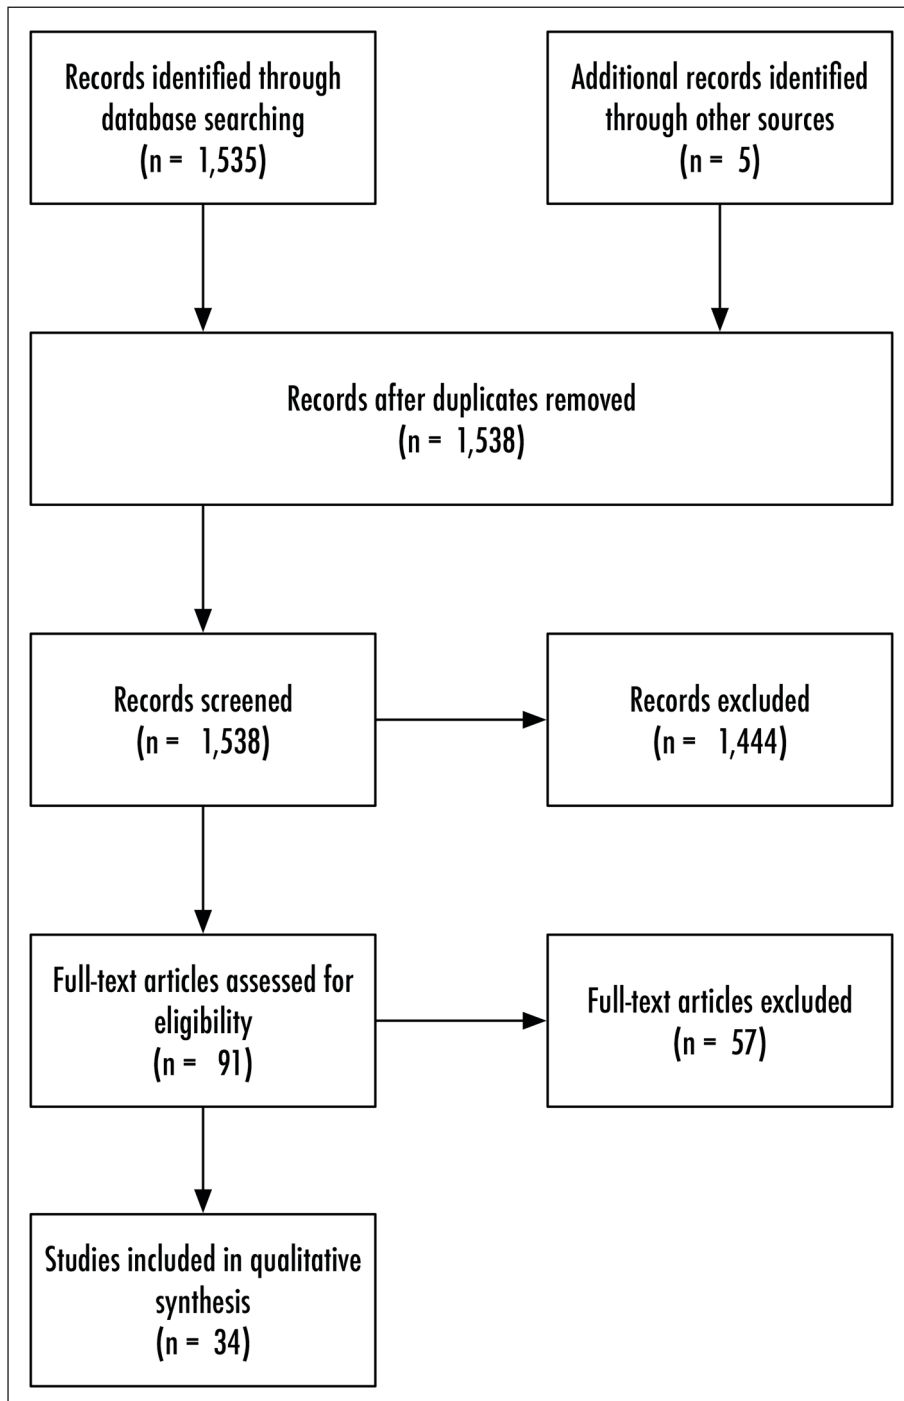 Records identified through
database searching
(n = 1,535)
Additional records identified
through other sources
(n = 5)
Records after duplicates removed
(n = 1,538)
Records screened
(n = 1,538)
Records excluded
(n = 1,444)
Full-text articles assessed for
eligibility
(n = 91)
Full-text articles excluded
(n = 57)
Studies included in qualitative
synthesis
(n = 34)